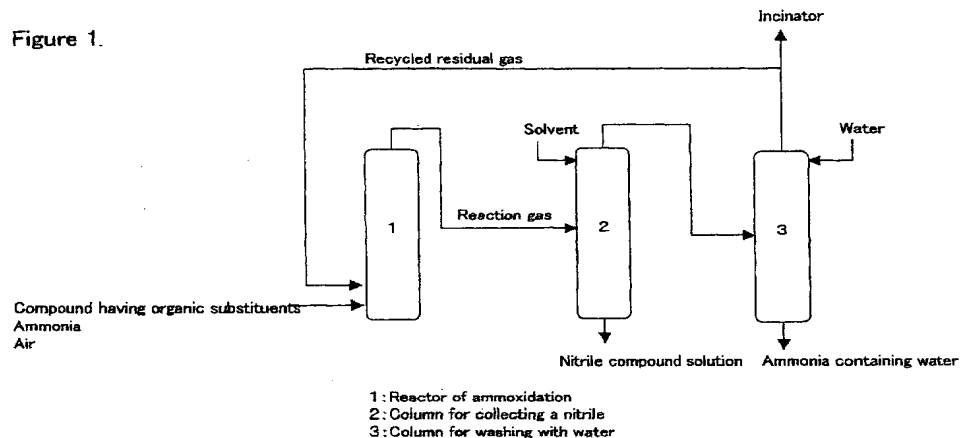 Figure 1.
Incinator
Recycled residual gas
Solvent
Water
Reaction gas
1
2
3
Compound having organic substituents
Ammonia
Air
Nitrile compound solution
Ammonia containing water
1:Reactor of ammoxidation
2:Column for collecting a nitrile
3:Column for washing with water